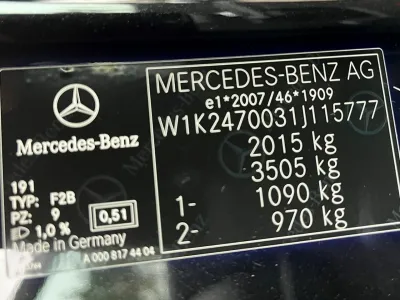 MERCEDES-BENZ AG
e1*2007/46*1909
W1K2470031J115777
2015 kg
3505 kg
1- 1090 kg
2- 970 kg
Mercedes-Benz
191
TYP: F2B
PZ: 9 0,51
1,0 %
Made in Germany
A 000 817 44 04